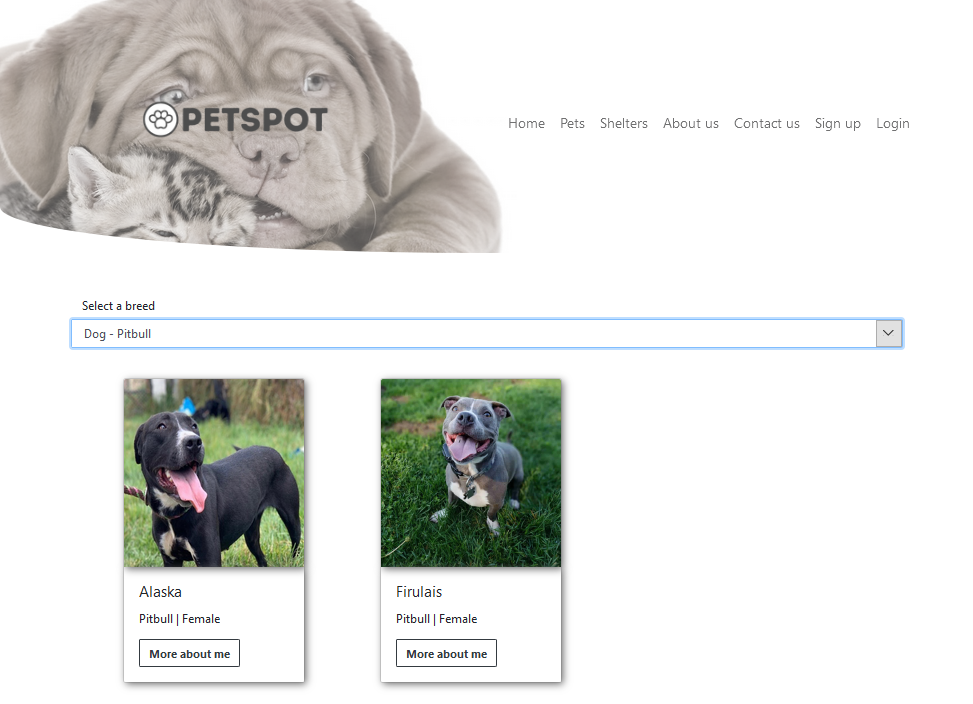 PETSPOT
Home Pets Shelters About us Contact us Sign up Login
Select a breed
Dog - Pitbull
Alaska
Pitbull | Female
More about me
Firulais
Pitbull | Female
More about me